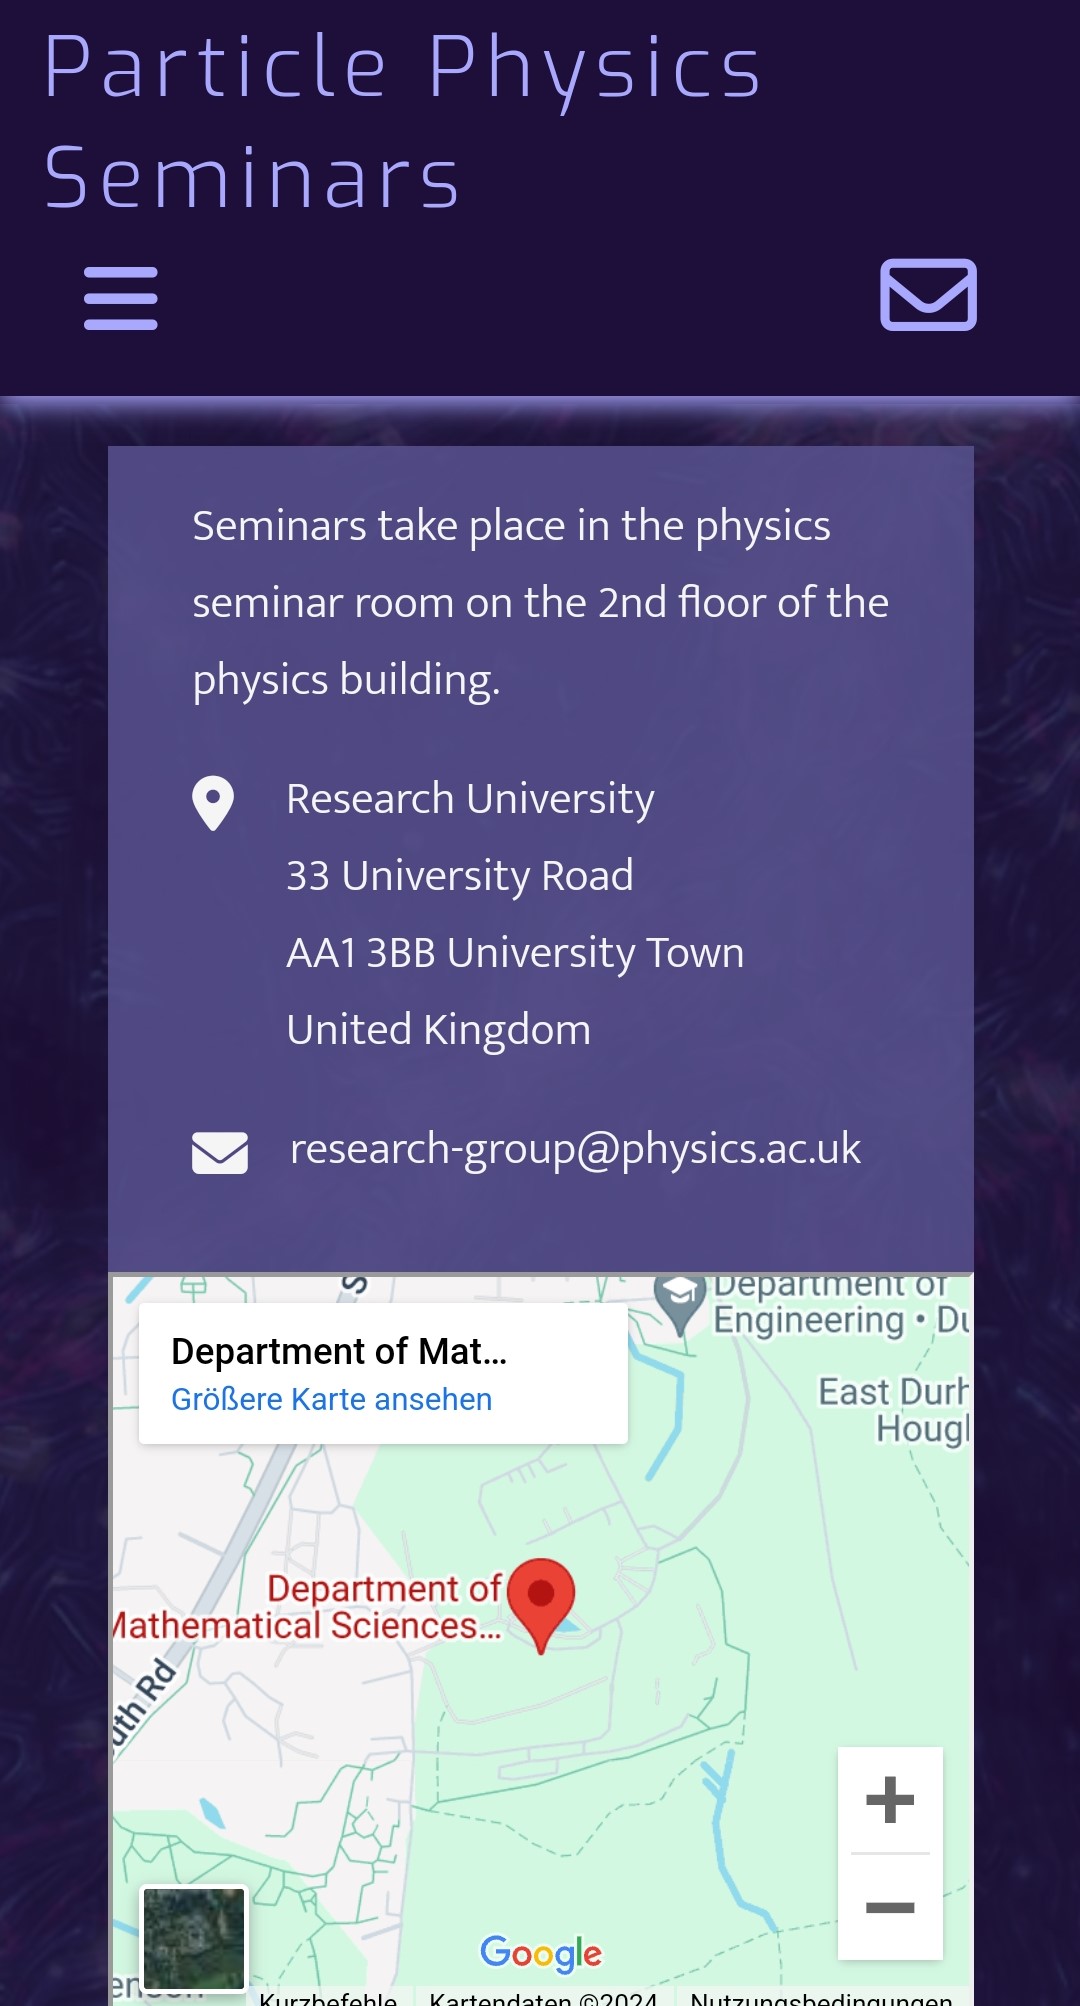 Particle Physics
Seminars
Seminars take place in the physics
seminar room on the 2nd floor of the
physics building.
Research University
33 University Road
AA1 3BB University Town
United Kingdom
research-group@physics.ac.uk
S
Department of
Engineering • Du
Department of Mat...
Größere Karte ansehen
East Durh
Hough
Department of
Mathematical Sciences...
uth Rd
Google
Kurzbefehle
Kartendaten ©2024
Nutzungsbedingungen